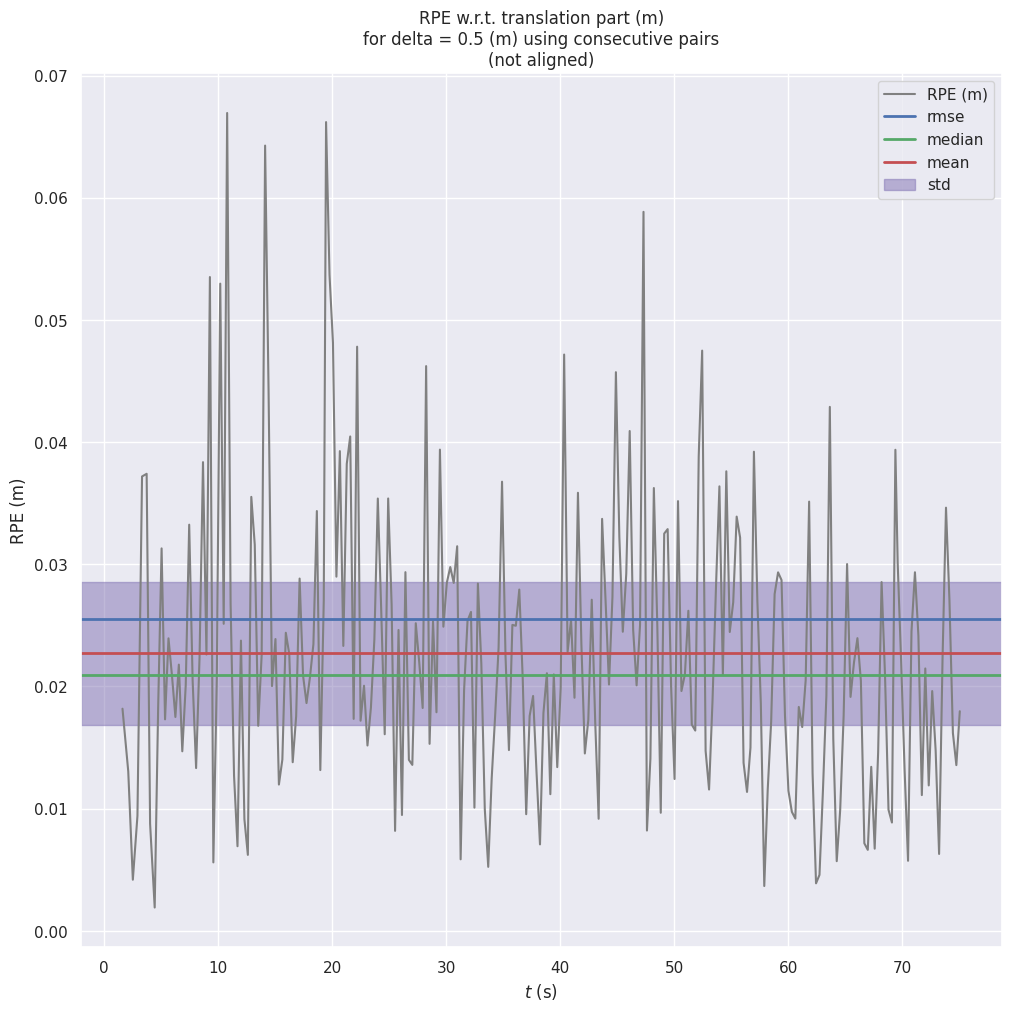 RPE w.r.t. translation part (m)
for delta = 0.5 (m) using consecutive pairs
(not aligned)
RPE (m)
rmse
median
mean
std
0.07
0.06
0.05
0.04
0.03
0.02
0.01
0.00
RPE (m)
0
10
20
30
40
50
60
70
t (s)